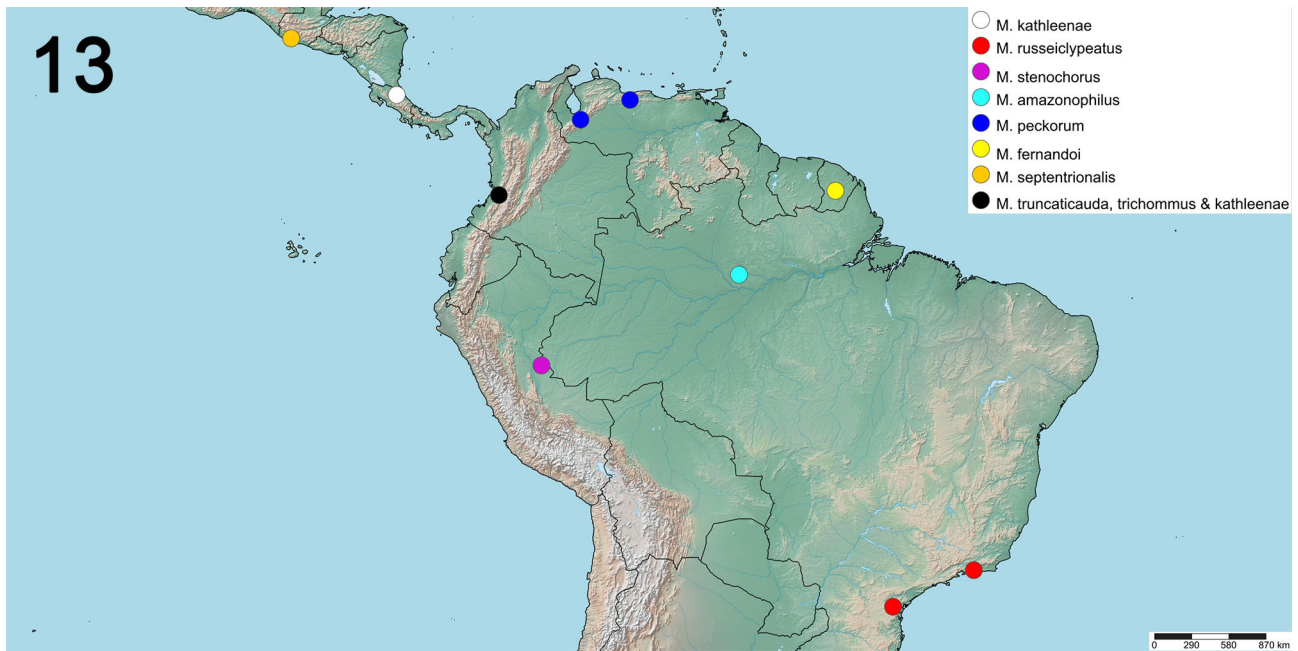 13
M. kathleenae
M. russeiclypeatus
M. stenochorus
M. amazonophilus
M. peckorum
M. fernandoi
M. septentrionalis
M. truncaticauda, trichommus & kathleenae
0 290 580 870 km